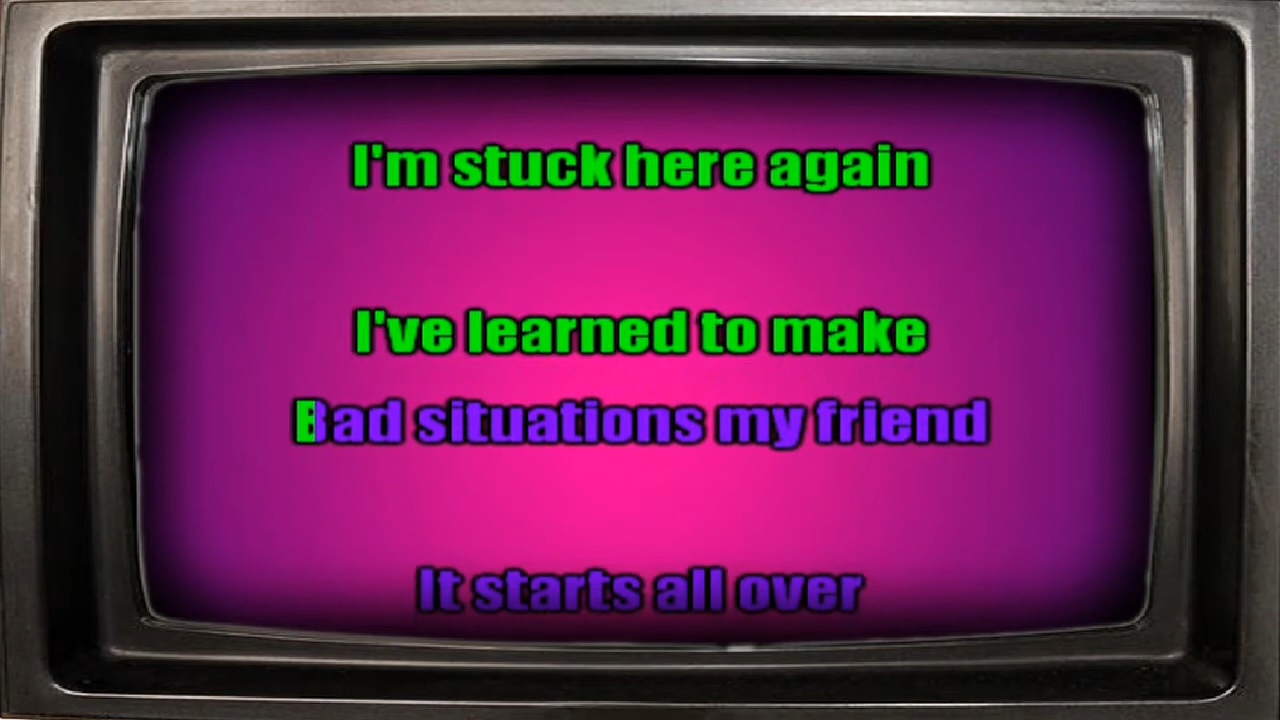 I'm stuck here again
I've learned to make
Bad situations my friend
It starts all over